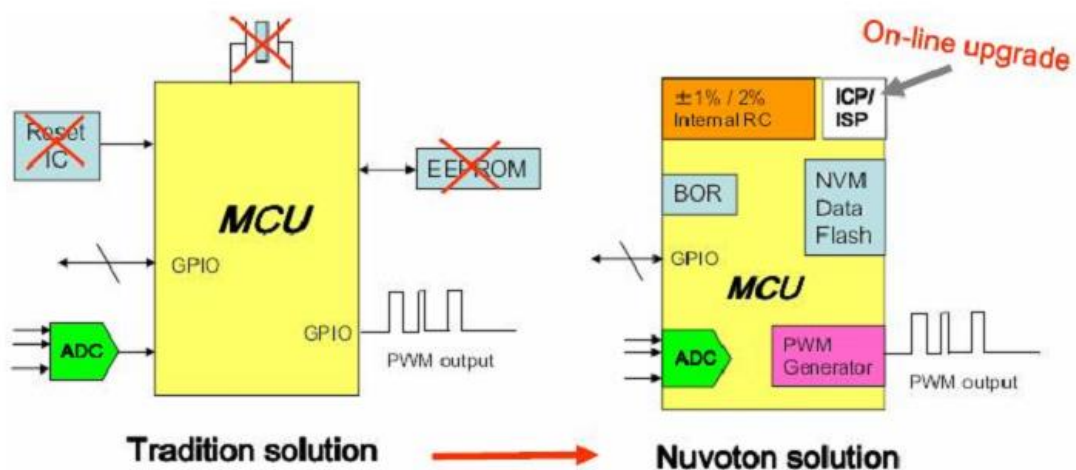 On-line upgrade
Reset
IC
EEPROM
MCU
GPIO
ADC
GPIO
PWM output
Tradition solution
±1% / 2%
Internal RC
ICP/
ISP
BOR
NVM
Data
Flash
GPIO
MCU
ADC
PWM
Generator
PWM output
Nuvoton solution